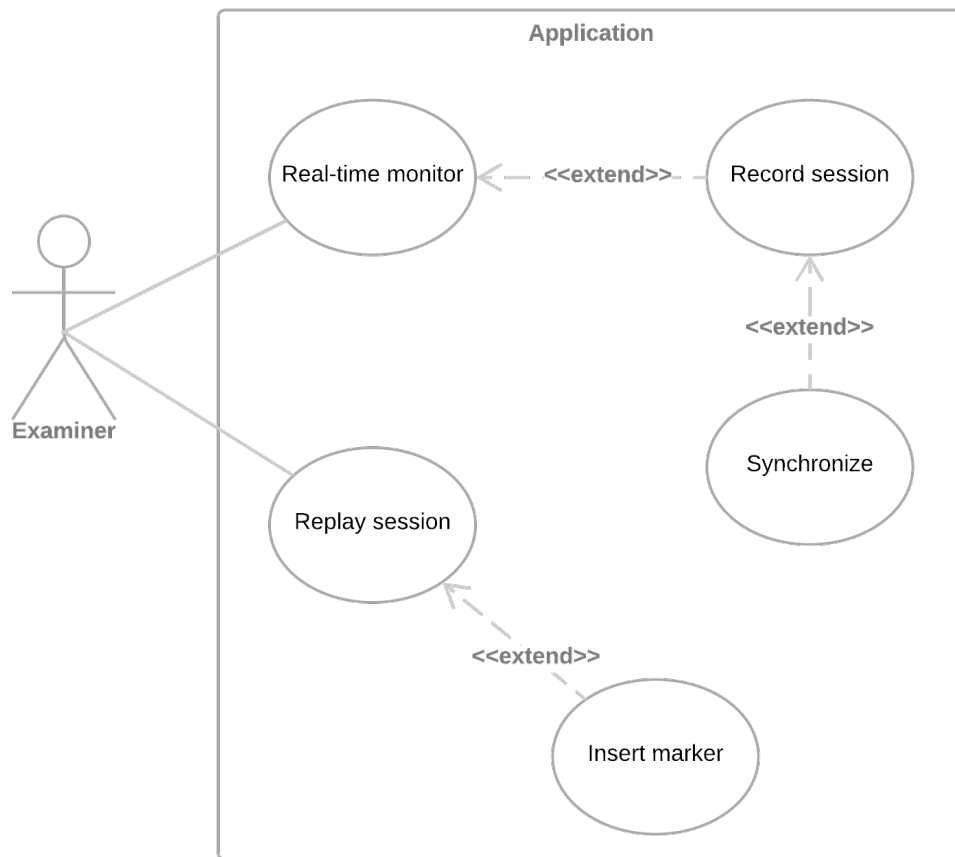 Application
Real-time monitor
<<extend>>
Record session
<<extend>>
Examiner
Synchronize
Replay session
<<extend>>
Insert marker